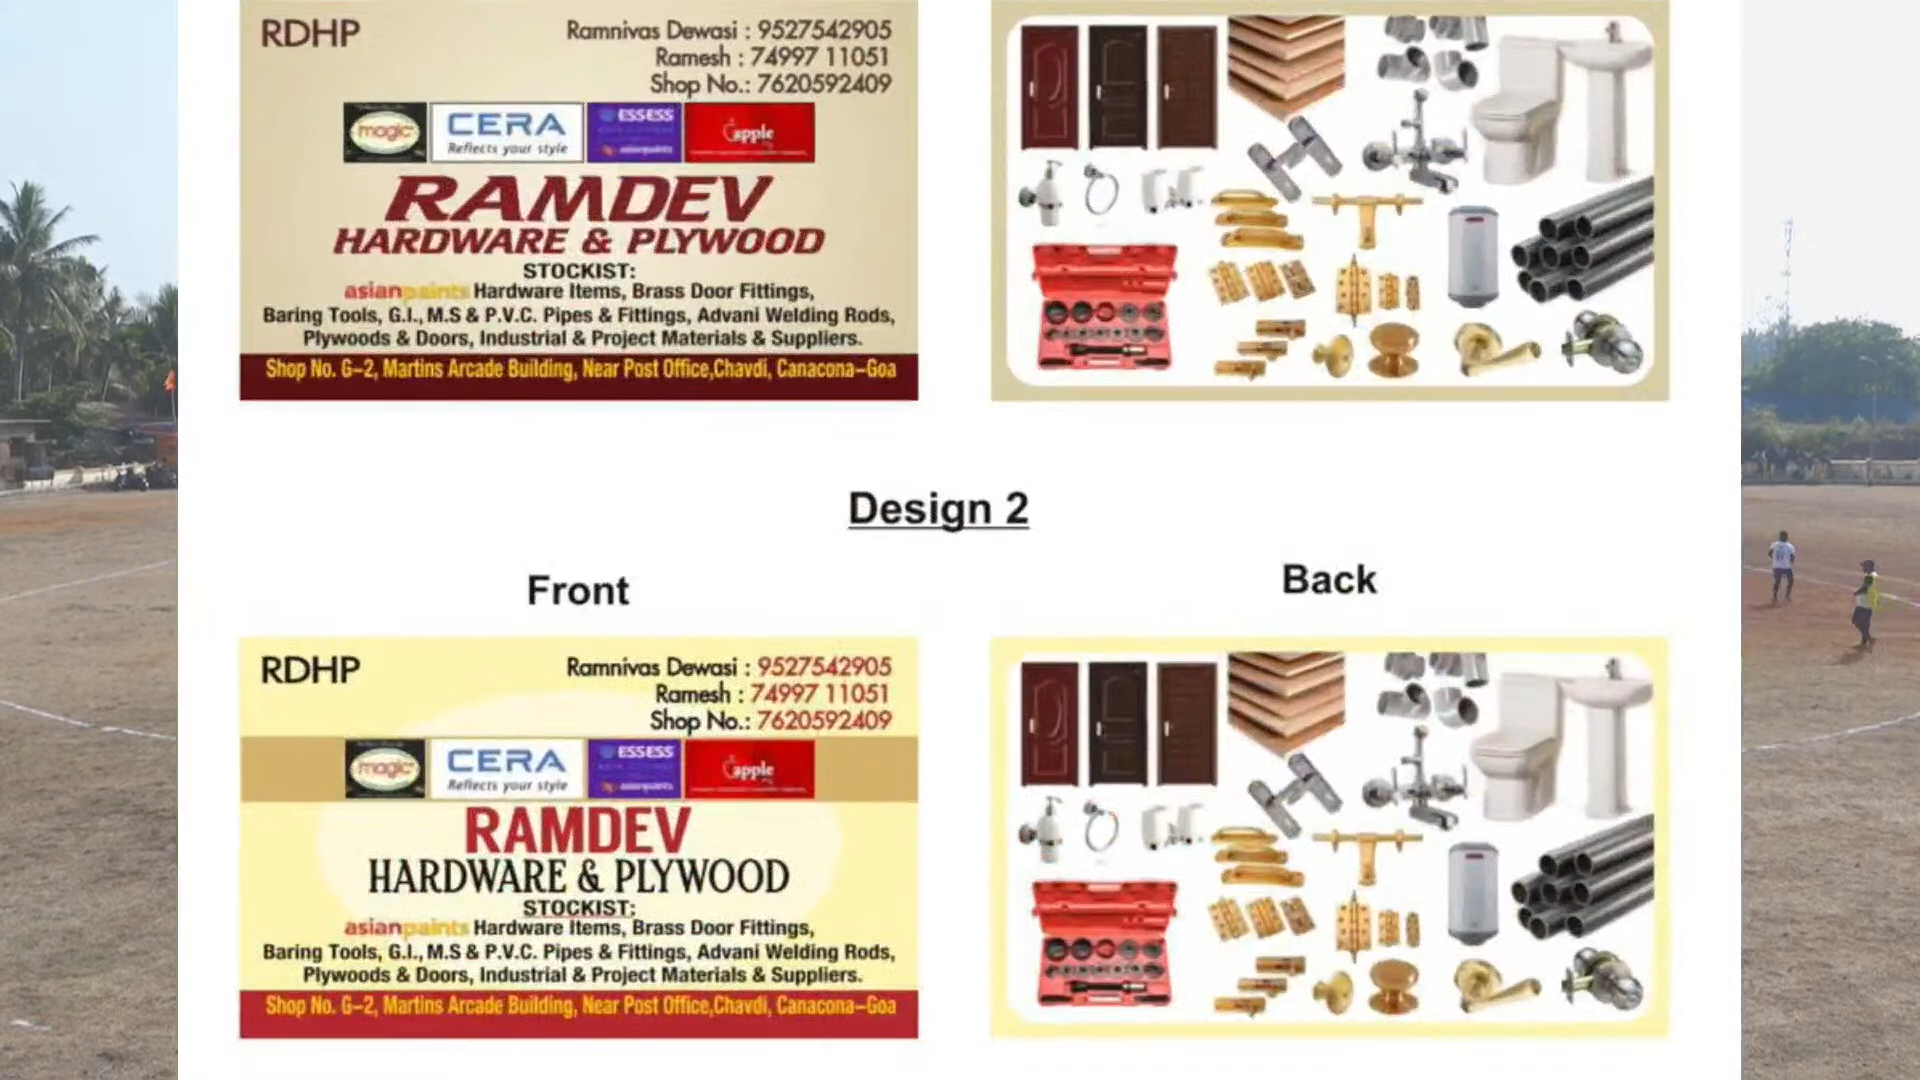 RDHP
Ramnivas Dewasi : 9527542905
Ramesh : 74997 11051
Shop No.: 7620592409
magic
CERA
Reflects your style
ESSESS
asianpaints
apple
RAMDEV
HARDWARE & PLYWOOD
STOCKIST:
asianpaints Hardware Items, Brass Door Fittings,
Baring Tools, G.I., M.S & P.V.C. Pipes & Fittings, Advani Welding Rods,
Plywoods & Doors, Industrial & Project Materials & Suppliers.
Shop No. G-2, Martins Arcade Building, Near Post Office,Chavdi, Canacona-Goa
Design 2
Front
Back
RDHP
Ramnivas Dewasi : 9527542905
Ramesh : 74997 11051
Shop No.: 7620592409
magic
CERA
Reflects your style
ESSESS
asianpaints
apple
RAMDEV
HARDWARE & PLYWOOD
STOCKIST:
asianpaints Hardware Items, Brass Door Fittings,
Baring Tools, G.I., M.S & P.V.C. Pipes & Fittings, Advani Welding Rods,
Plywoods & Doors, Industrial & Project Materials & Suppliers.
Shop No. G-2, Martins Arcade Building, Near Post Office,Chavdi, Canacona-Goa